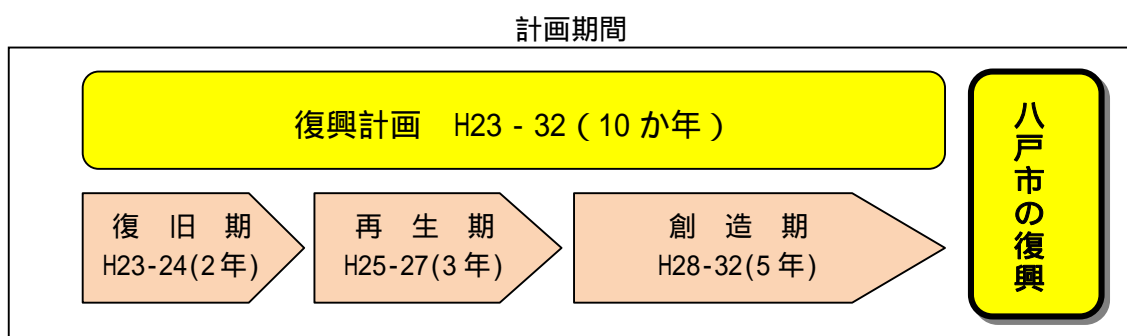 計画期間
復興計画　H23 - 32 ( 10 か年 )
八戸市の復興
復　旧　期
H23-24(2 年)
再　生　期
H25-27(3 年)
創　造　期
H28-32(5 年)